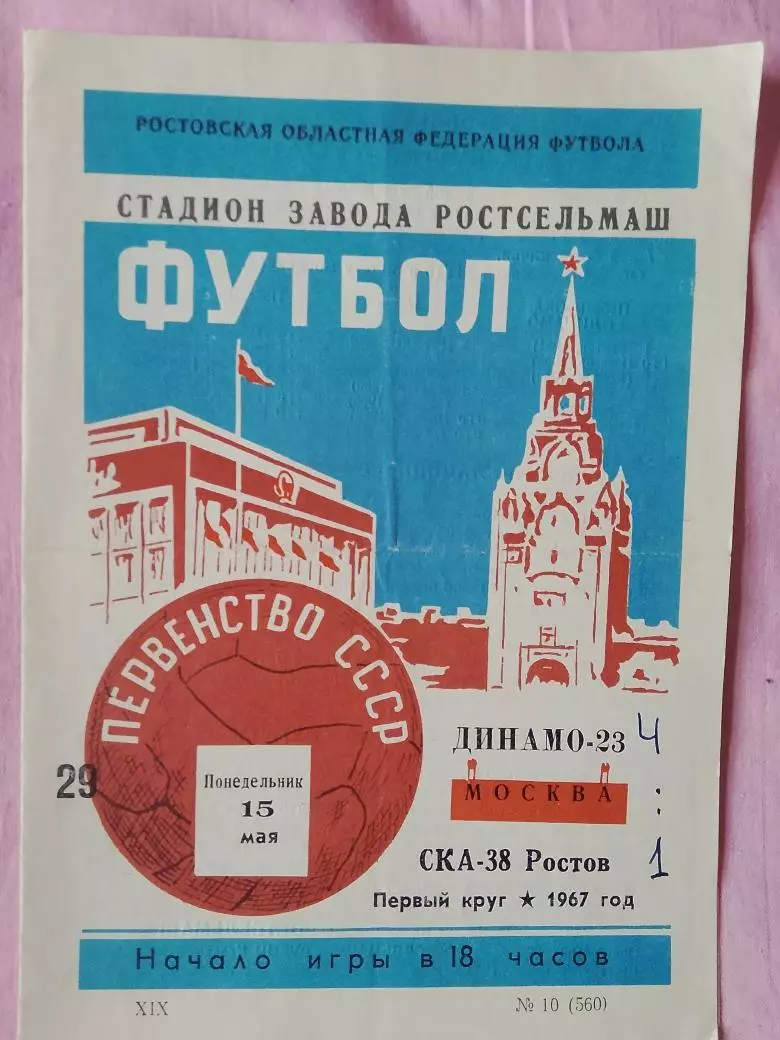 РОСТОВСКАЯ ОБЛАСТНАЯ ФЕДЕРАЦИЯ ФУТБОЛА
СТАДИОН ЗАВОДА РОСТСЕЛЬМАШ
ФУТБОЛ
ПЕРВЕНСТВО СССР
29
Понедельник
15
мая
ДИНАМО-23 4
МОСКВА :
СКА-38 Ростов 1
Первый круг ★ 1967 год
Начало игры в 18 часов
XIX № 10 (560)